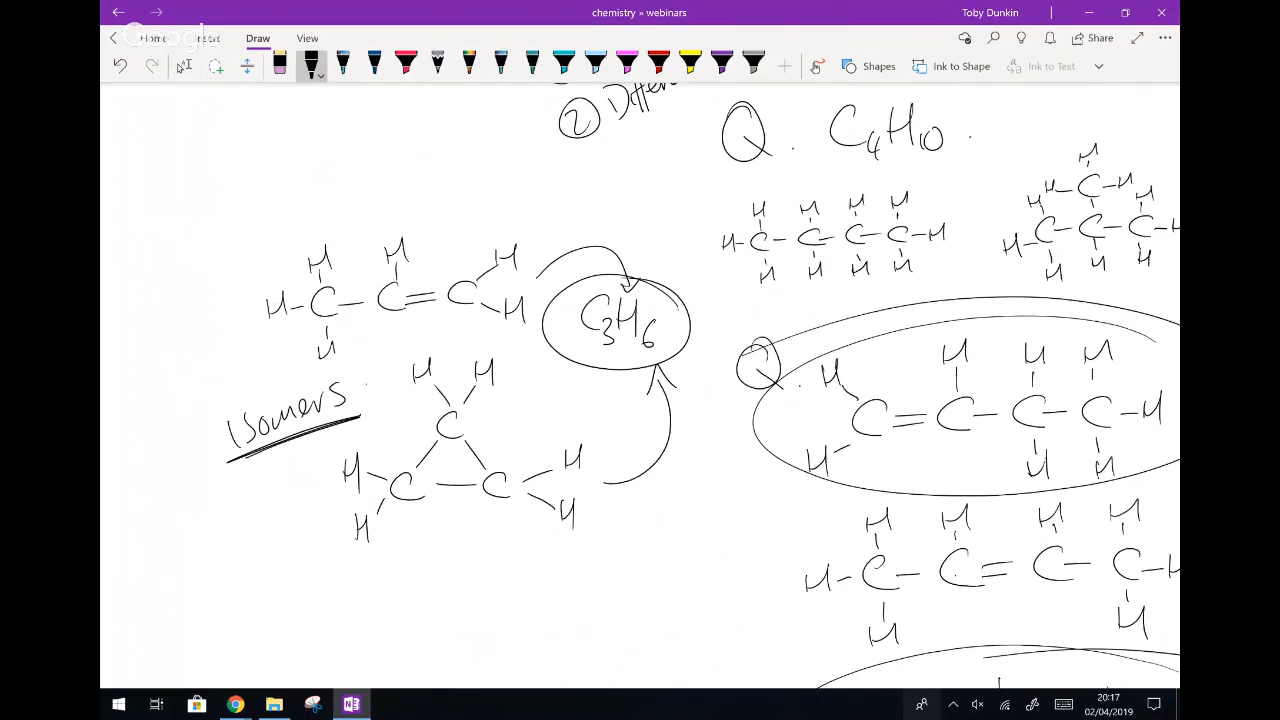 chemistry » webinars
Toby Dunkin
Google
Home
Insert
Draw
View
Share
Shapes
Ink to Shape
Ink to Text
②
Q. C4H10.
H
H H H H
H C H
H H
H-C-C-C-C-H
H-C-C-C-H
H H H H
H H H
H H H
H-C-C=C
H
H
C3H6
Q.
H H H H
C=C-C-C-H
H H H
H H
Isomers
C
H
H
C C
H
H
H H H H
H-C-C=C-C-H
H H
20:17
02/04/2019